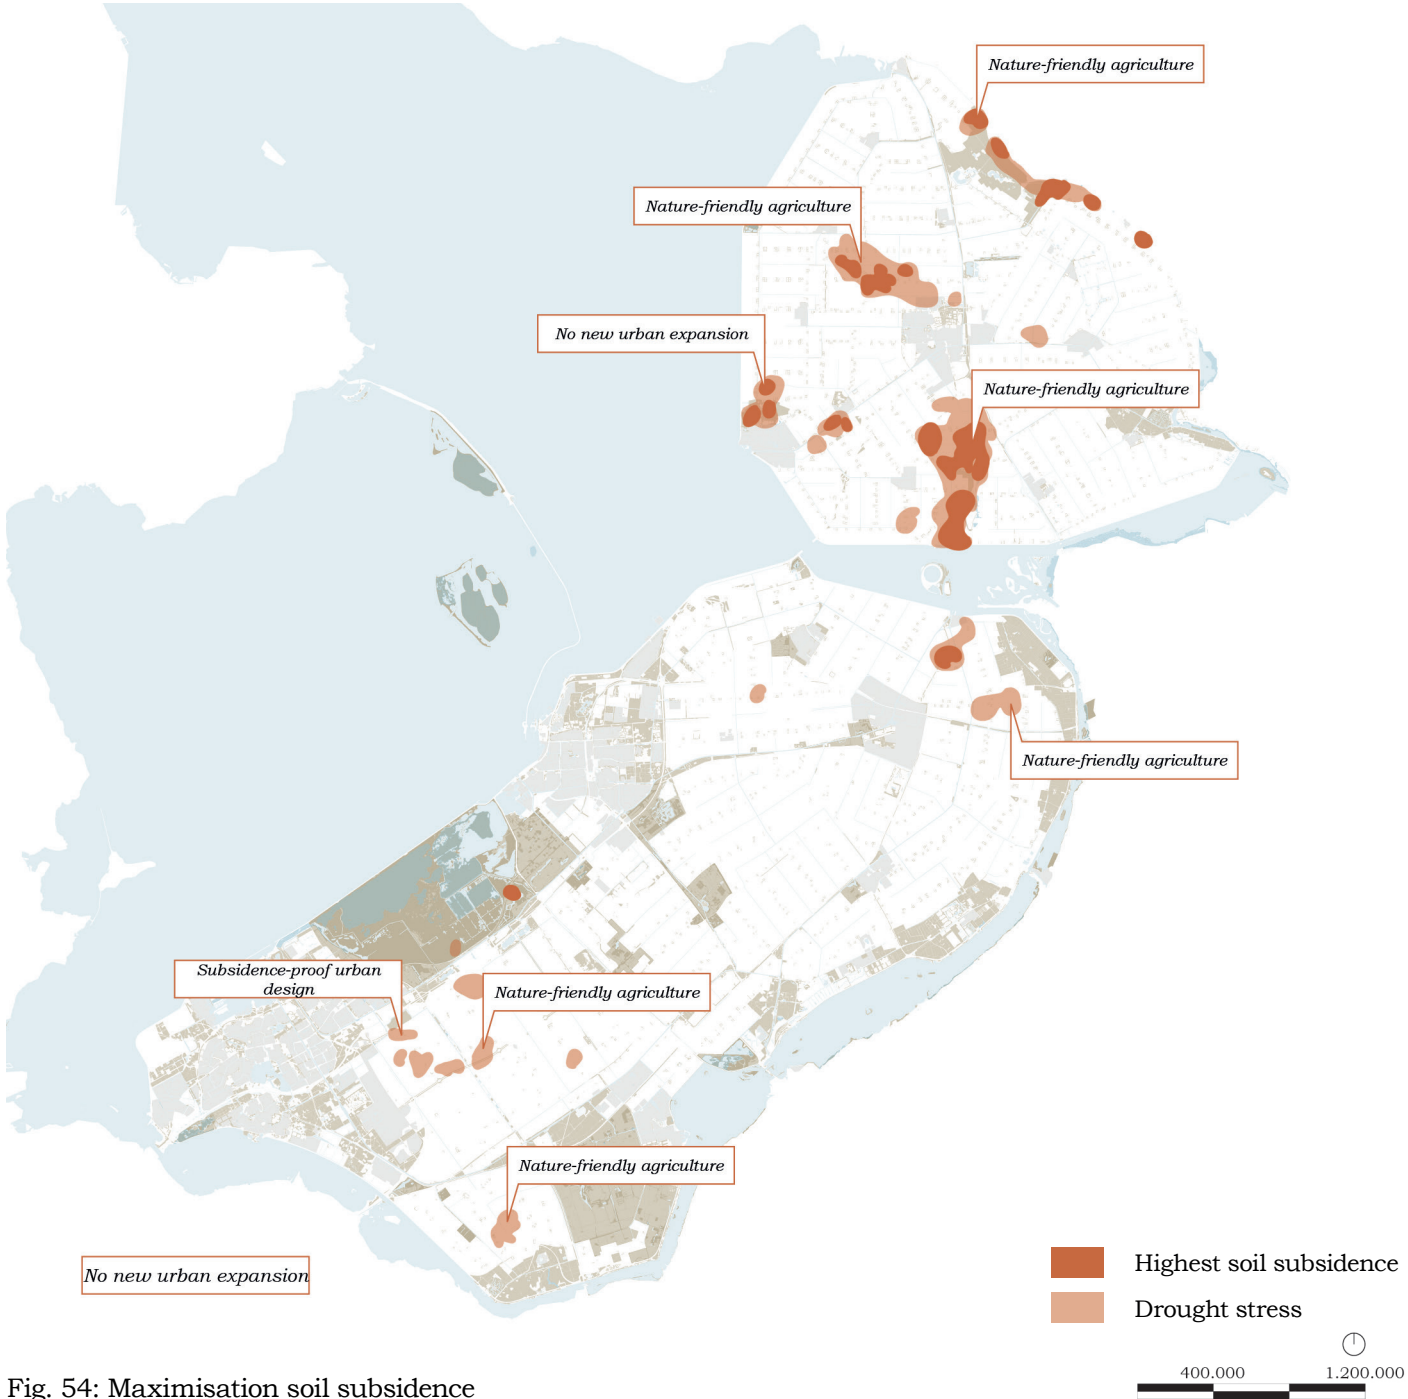 Nature-friendly agriculture
Nature-friendly agriculture
No new urban expansion
Nature-friendly agriculture
Nature-friendly agriculture
Subsidence-proof urban
design
Nature-friendly agriculture
Nature-friendly agriculture
No new urban expansion
Highest soil subsidence
Drought stress
400.000 1.200.000
Fig. 54: Maximisation soil subsidence